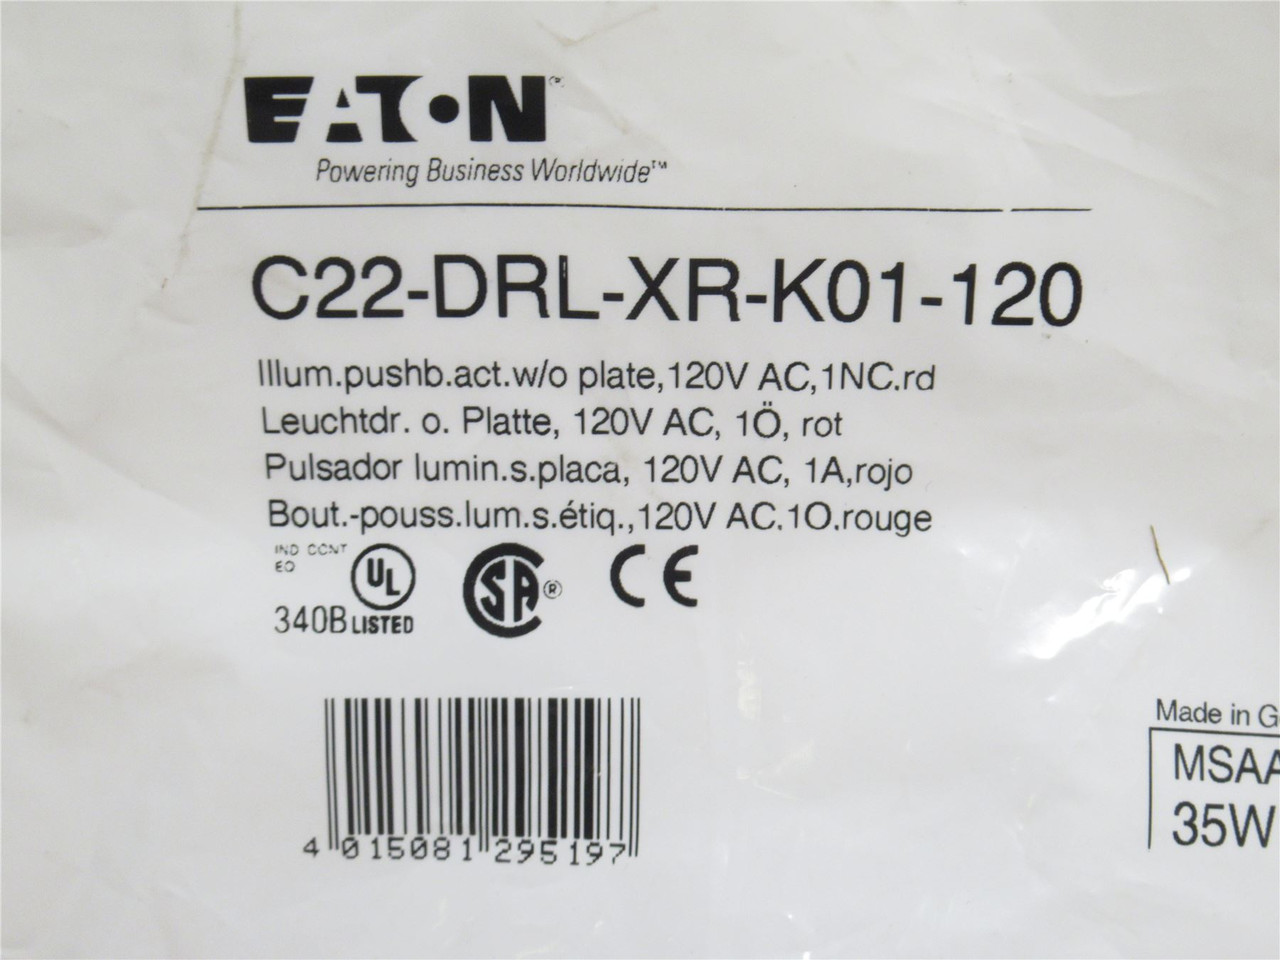 EATON®
Powering Business Worldwide™
C22-DRL-XR-K01-120
Illum.pushb.act.w/o plate,120V AC,1NC.rd
Leuchtdr. o. Platte, 120V AC, 1Ö, rot
Pulsador lumin.s.placa, 120V AC, 1A,rojo
Bout.-pouss.lum.s.étiq.,120V AC.1O.rouge
IND CONT
EQ
UL
340B LISTED
SA®
CE
4 015081 295197
Made in G
MSAA
35W